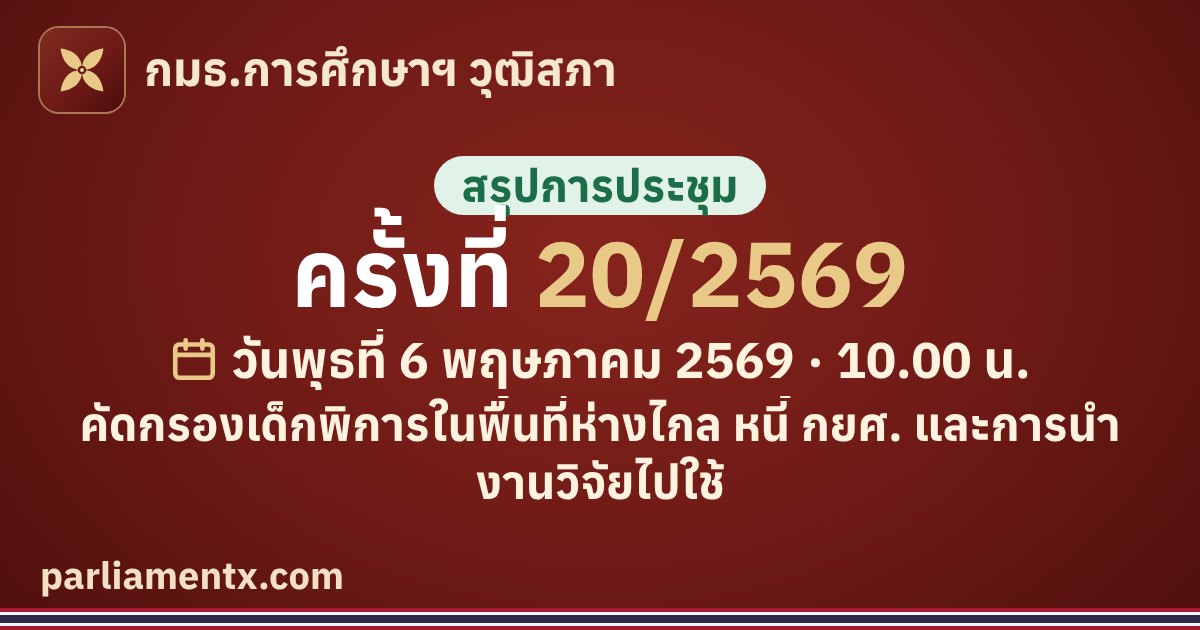 กมธ.การศึกษาฯ วุฒิสภา
สรุปการประชุม
ครั้งที่ 20/2569
วันพุธที่ 6 พฤษภาคม 2569 · 10.00 น.
คัดกรองเด็กพิการในพื้นที่ห่างไกล หนี้ กยศ. และการนำ
งานวิจัยไปใช้
parliamentx.com